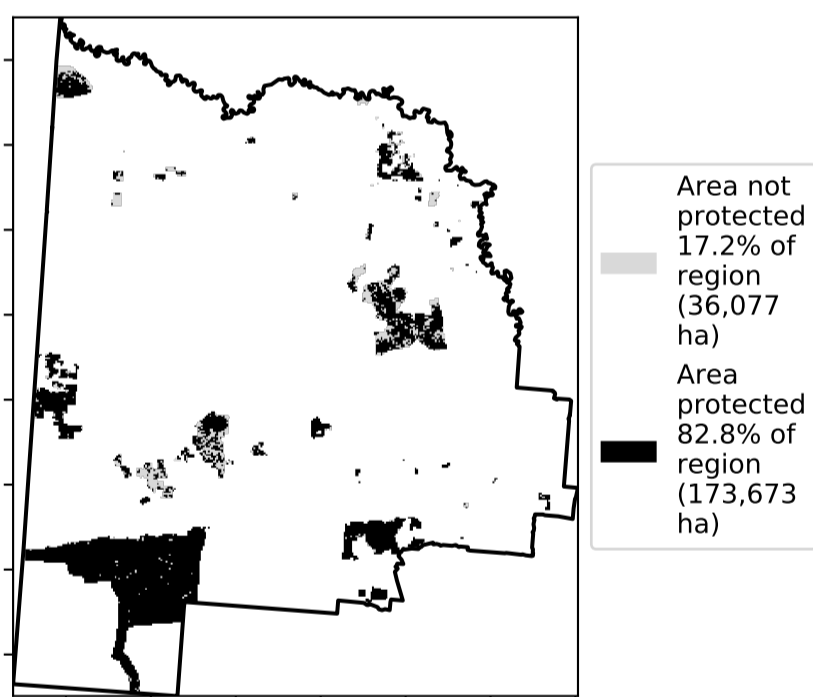 Area not
protected
17.2% of
region
(36,077
ha)
Area
protected
82.8% of
region
(173,673
ha)